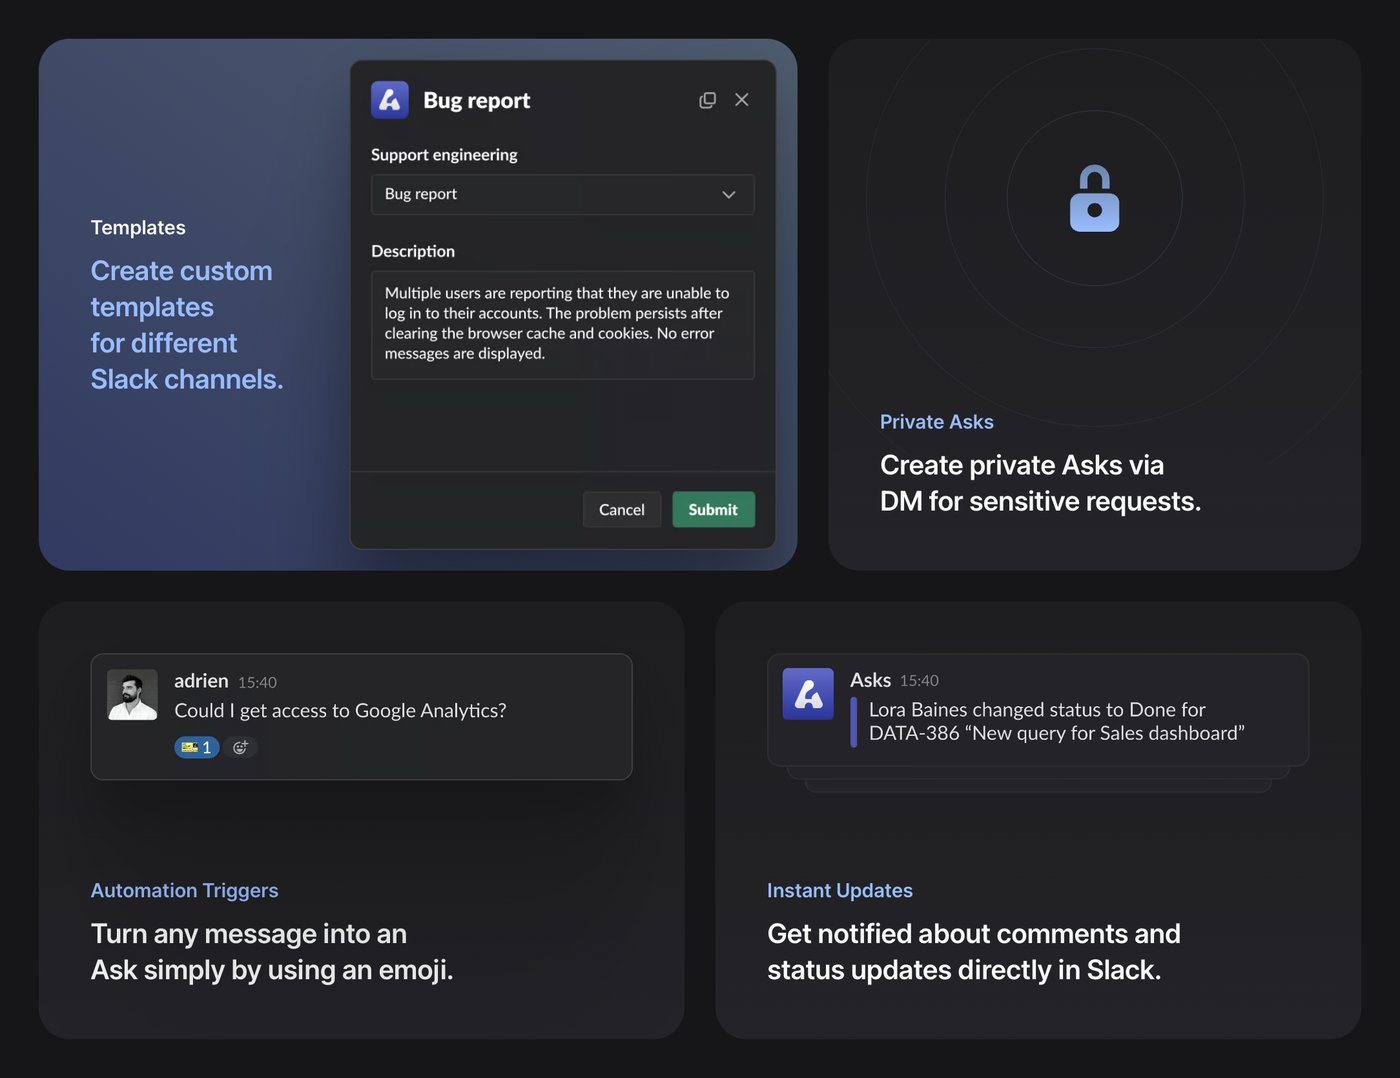 Templates
Create custom
templates
for different
Slack channels.
Bug report
Support engineering
Bug report
Description
Multiple users are reporting that they are unable to
log in to their accounts. The problem persists after
clearing the browser cache and cookies. No error
messages are displayed.
Cancel
Submit
Private Asks
Create private Asks via
DM for sensitive requests.
adrien 15:40
Could I get access to Google Analytics?
1
Automation Triggers
Turn any message into an
Ask simply by using an emoji.
Asks 15:40
Lora Baines changed status to Done for
DATA-386 “New query for Sales dashboard”
Instant Updates
Get notified about comments and
status updates directly in Slack.